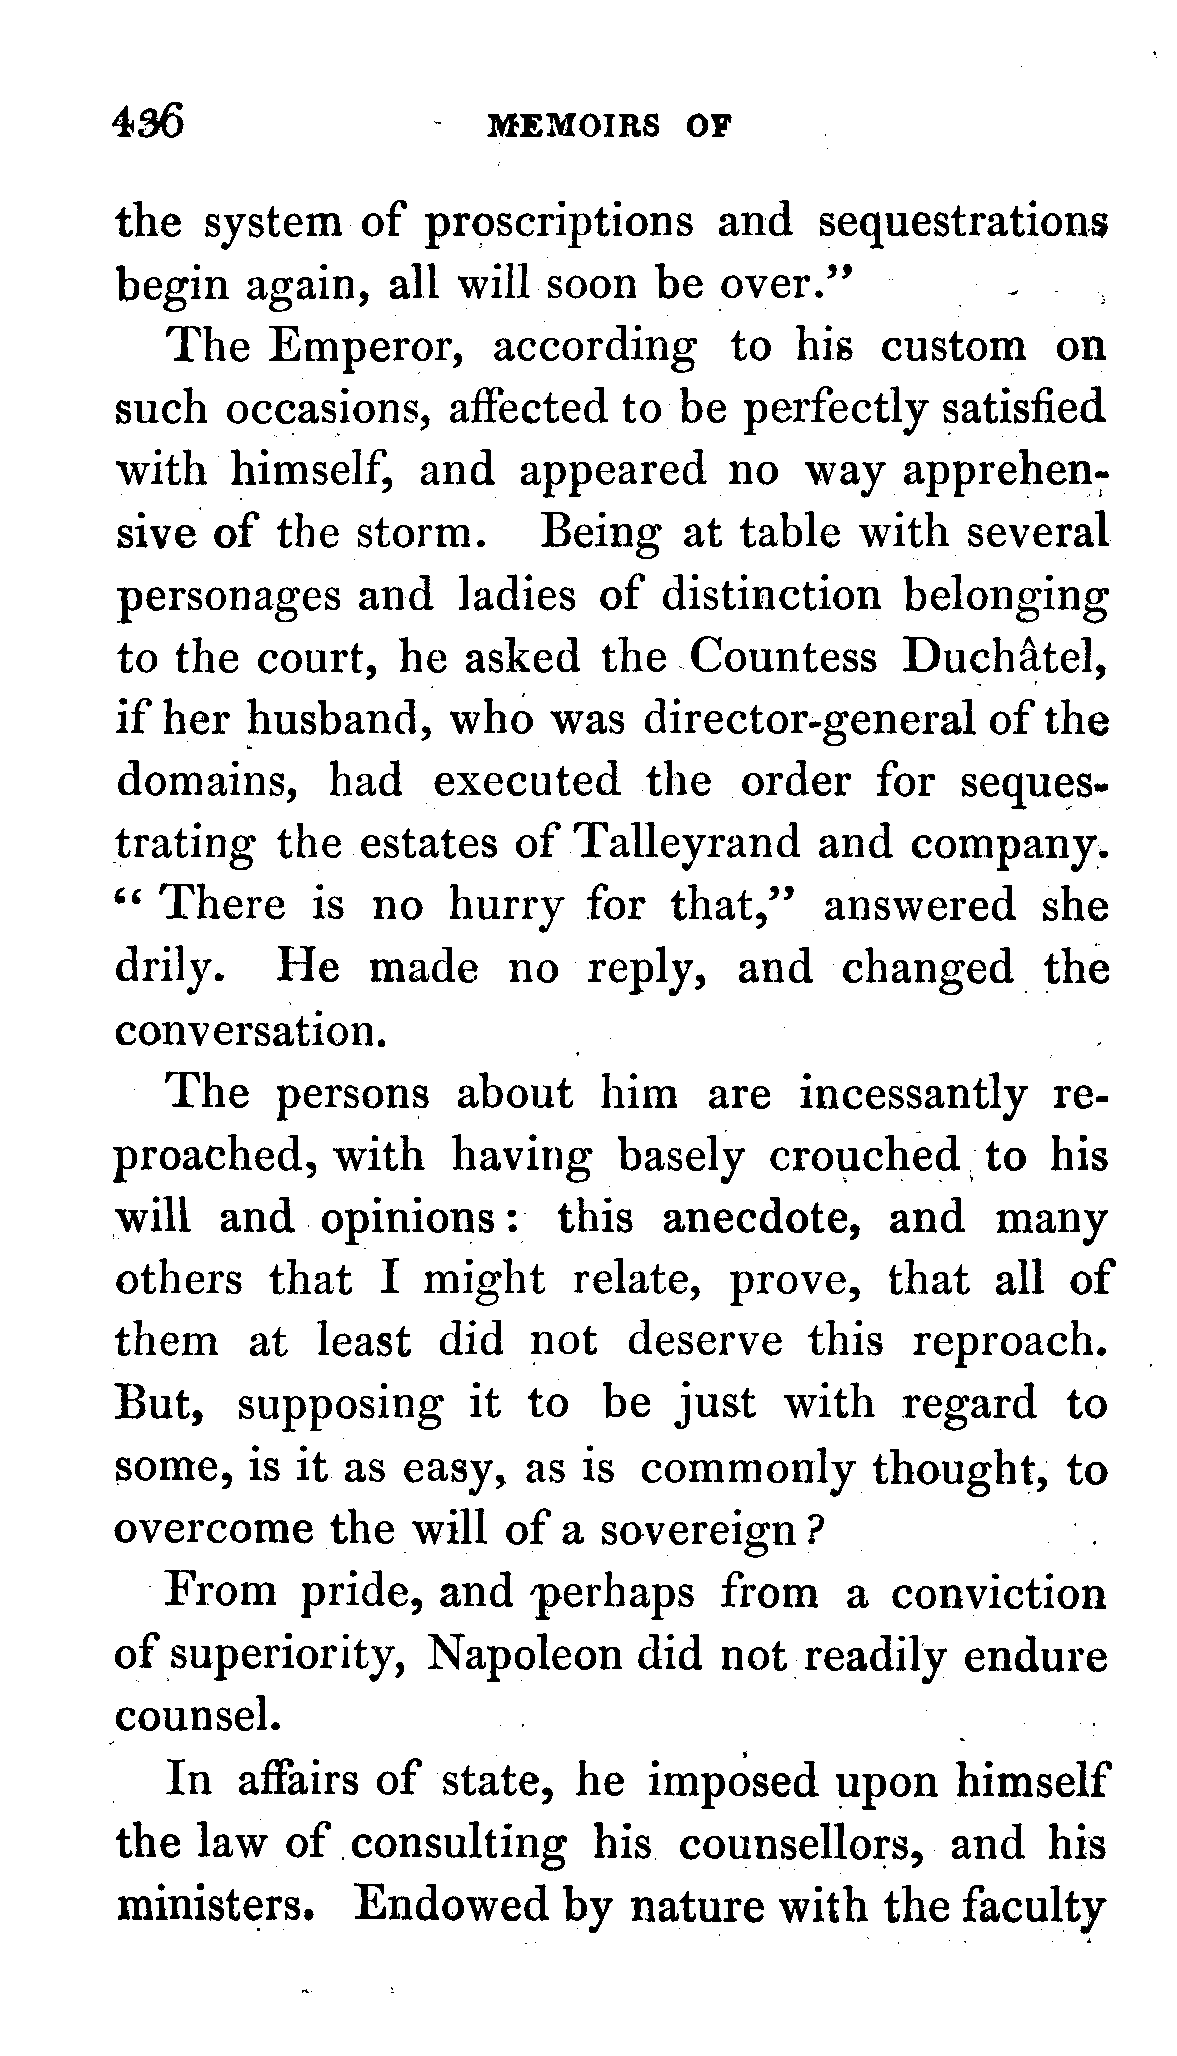 436 MEMOIRS OF
the system of proscriptions and sequestrations
begin again, all will soon be over.”
The Emperor, according to his custom on
such occasions, affected to be perfectly satisfied
with himself, and appeared no way apprehen-
sive of the storm. Being at table with several
personages and ladies of distinction belonging
to the court, he asked the Countess Duchâtel,
if her husband, who was director-general of the
domains, had executed the order for seques-
trating the estates of Talleyrand and company.
“ There is no hurry for that,” answered she
drily. He made no reply, and changed the
conversation.
The persons about him are incessantly re-
proached, with having basely crouched to his
will and opinions : this anecdote, and many
others that I might relate, prove, that all of
them at least did not deserve this reproach.
But, supposing it to be just with regard to
some, is it as easy, as is commonly thought, to
overcome the will of a sovereign ?
From pride, and perhaps from a conviction
of superiority, Napoleon did not readily endure
counsel.
In affairs of state, he imposed upon himself
the law of consulting his counsellors, and his
ministers. Endowed by nature with the faculty